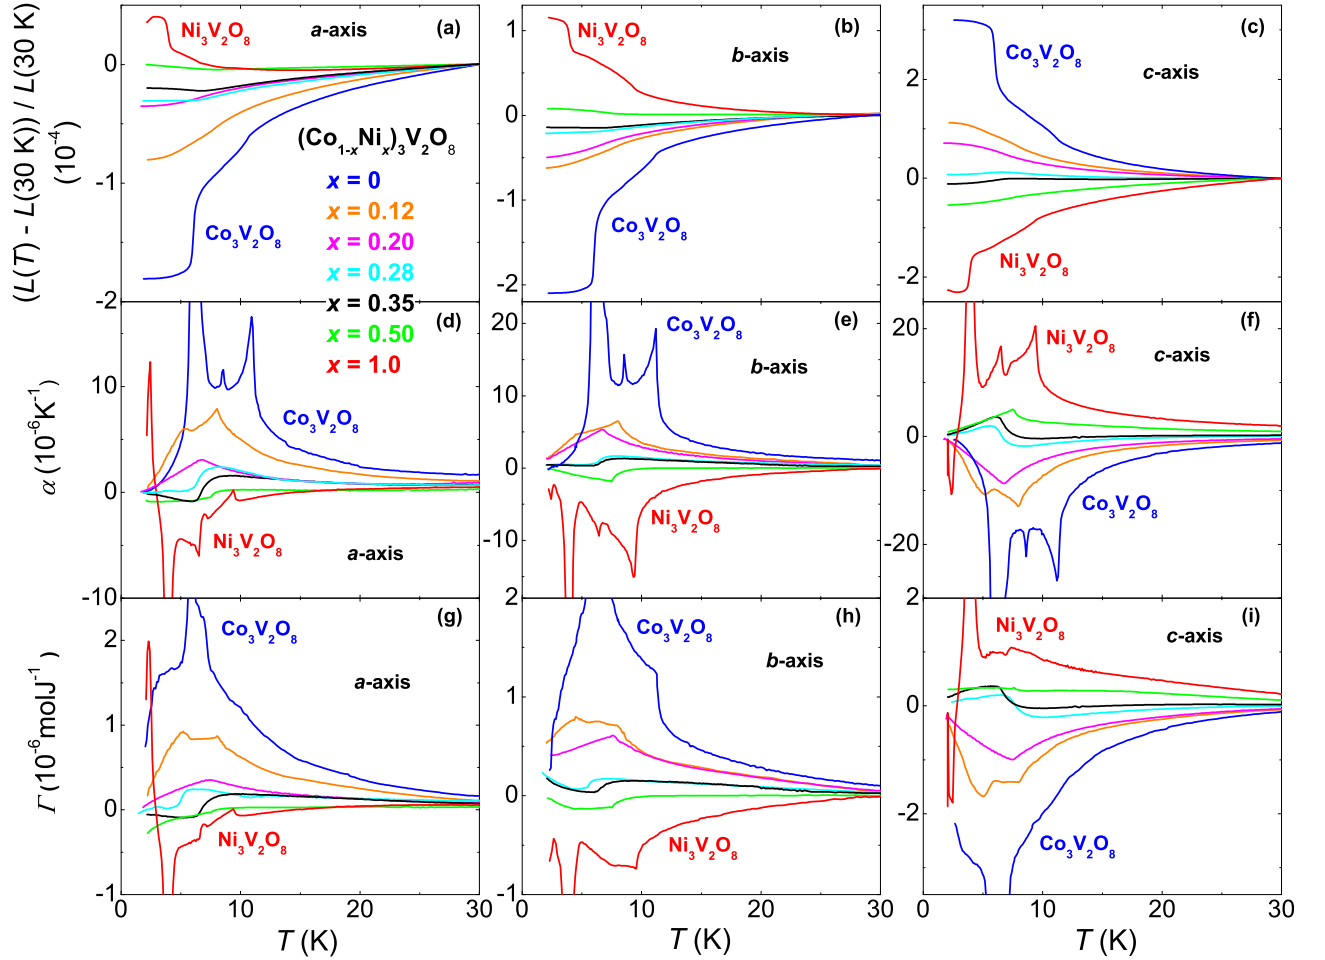 (L(T) - L(30 K)) / L(30 K)
(10⁻⁴)
Ni₃V₂O₈
a-axis
(a)
0
-1
-2
(Co₁₋ₓNiₓ)₃V₂O₈
x = 0
x = 0.12
x = 0.20
x = 0.28
x = 0.35
x = 0.50
x = 1.0
Co₃V₂O₈
1
0
-1
-2
Ni₃V₂O₈
(b)
b-axis
Co₃V₂O₈
2
0
-2
(c)
Co₃V₂O₈
c-axis
Ni₃V₂O₈
α (10⁻⁶K⁻¹)
10
0
-10
(d)
Co₃V₂O₈
Ni₃V₂O₈
a-axis
20
10
0
-10
Co₃V₂O₈
(e)
b-axis
Ni₃V₂O₈
20
0
-20
Ni₃V₂O₈
(f)
c-axis
Co₃V₂O₈
Γ (10⁻⁶molJ⁻¹)
2
1
0
-1
Co₃V₂O₈
(g)
a-axis
Ni₃V₂O₈
2
2
1
0
-1
Co₃V₂O₈
(h)
b-axis
Ni₃V₂O₈
2
0
-2
Ni₃V₂O₈
(i)
c-axis
Co₃V₂O₈
0 10 20 30
0 10 20 30
0 10 20 30
T (K)
T (K)
T (K)